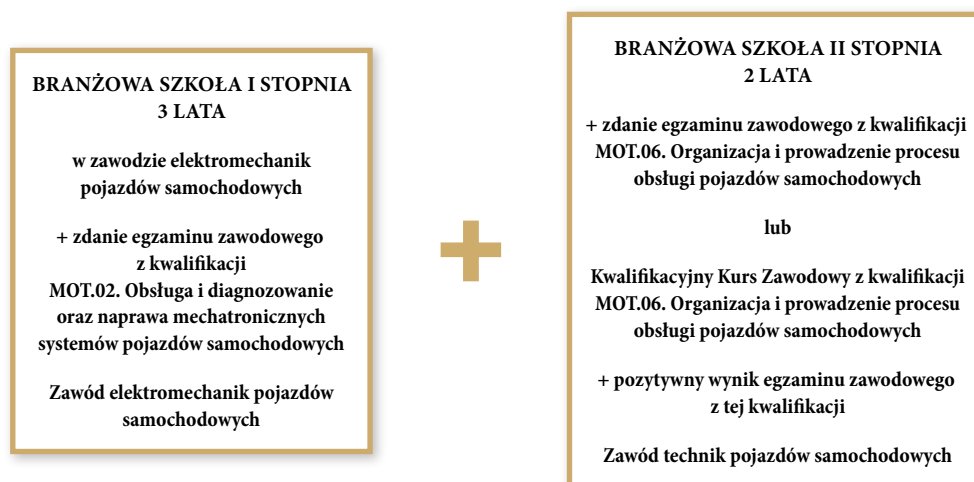 BRANŻOWA SZKOŁA I STOPNIA
3 LATA
w zawodzie elektromechanik
pojazdów samochodowych
+ zdanie egzaminu zawodowego
z kwalifikacji
MOT.02. Obsługa i diagnozowanie
oraz naprawa mechatronicznych
systemów pojazdów samochodowych
Zawód elektromechanik pojazdów
samochodowych
+
BRANŻOWA SZKOŁA II STOPNIA
2 LATA
+ zdanie egzaminu zawodowego z kwalifikacji
MOT.06. Organizacja i prowadzenie procesu
obsługi pojazdów samochodowych
lub
Kwalifikacyjny Kurs Zawodowy z kwalifikacji
MOT.06. Organizacja i prowadzenie procesu
obsługi pojazdów samochodowych
+ pozytywny wynik egzaminu zawodowego
z tej kwalifikacji
Zawód technik pojazdów samochodowych